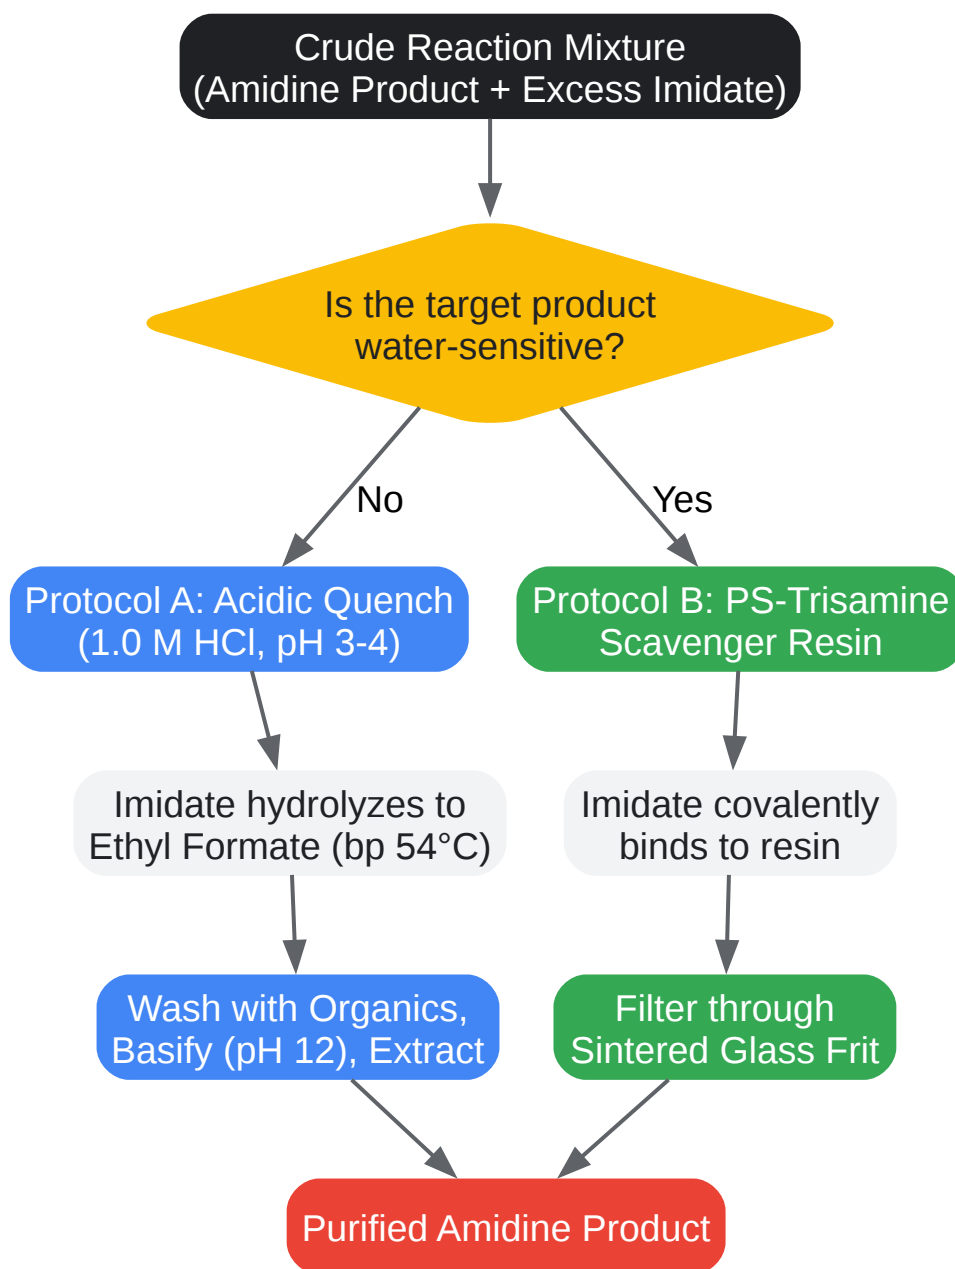 Crude Reaction Mixture
(Amidine Product + Excess Imidate)
Is the target product
water-sensitive?
No
Yes
Protocol A: Acidic Quench
(1.0 M HCl, pH 3-4)
Protocol B: PS-Trisamine
Scavenger Resin
Imidate hydrolyzes to
Ethyl Formate (bp 54°C)
Imidate covalently
binds to resin
Wash with Organics,
Basify (pH 12), Extract
Filter through
Sintered Glass Frit
Purified Amidine Product